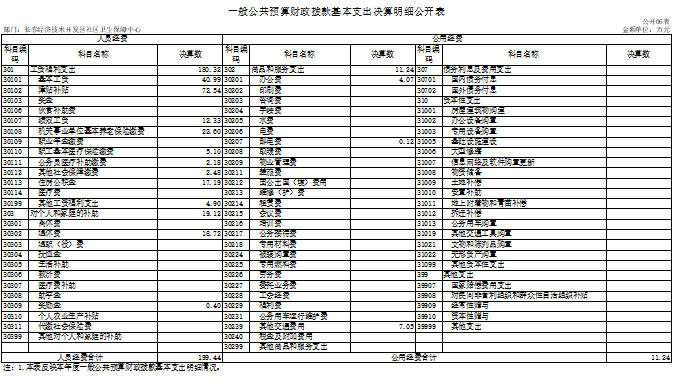 一般公共预算财政拨款基本支出决算明细公开表
公开06表
部门：长春经济技术开发区社区卫生保障中心 金额单位：万元
人员经费 公用经费
科目编码 科目名称 决算数 科目编码 科目名称 决算数 科目编码 科目名称 决算数
301 工资福利支出 180.32 302 商品和服务支出 11.24 307 债务利息及费用支出
30101 基本工资 40.99 30201 办公费 4.07 30701 国内债务付息
30102 津贴补贴 72.54 30202 印刷费 30702 国外债务付息
30103 奖金 30203 咨询费 310 资本性支出
30106 伙食补助费 30204 手续费 31001 房屋建筑物购建
30107 绩效工资 12.33 30205 水费 31002 办公设备购置
30108 机关事业单位基本养老保险缴费 22.60 30206 电费 31003 专用设备购置
30109 职业年金缴费 30207 邮电费 0.12 31005 基础设施建设
30110 职工基本医疗保险缴费 5.10 30208 取暖费 31006 大型修缮
30111 公务员医疗补助缴费 2.18 30209 物业管理费 31007 信息网络及软件购置更新
30112 其他社会保障缴费 2.48 30211 差旅费 31008 物资储备
30113 住房公积金 17.19 30212 因公出国（境）费用 31009 土地补偿
30114 医疗费 30213 维修（护）费 31010 安置补助
30199 其他工资福利支出 4.90 30214 租赁费 31011 地上附着物和青苗补偿
303 对个人和家庭的补助 19.12 30215 会议费 31012 拆迁补偿
30301 离休费 30216 培训费 31013 公务用车购置
30302 退休费 18.72 30217 公务接待费 31019 其他交通工具购置
30303 退职（役）费 30218 专用材料费 31021 文物和陈列品购置
30304 抚恤金 30224 被装购置费 31022 无形资产购置
30305 生活补助 30225 专用燃料费 31099 其他资本性支出
30306 救济费 30226 劳务费 399 其他支出
30307 医疗费补助 30227 委托业务费 39907 国家赔偿费用支出
30308 助学金 30228 工会经费 39908 对民间非营利组织和群众性自治组织补贴
30309 奖励金 0.40 30229 福利费 39909 经常性赠与
30310 个人农业生产补贴 30231 公务用车运行维护费 39910 资本性赠与
30311 代缴社会保险费 30239 其他交通费用 7.05 39999 其他支出
30399 其他对个人和家庭的补助 30240 税金及附加费用
30299 其他商品和服务支出
人员经费合计 199.44 公用经费合计 11.24
注：1.本表反映本年度一般公共预算财政拨款基本支出明细情况。